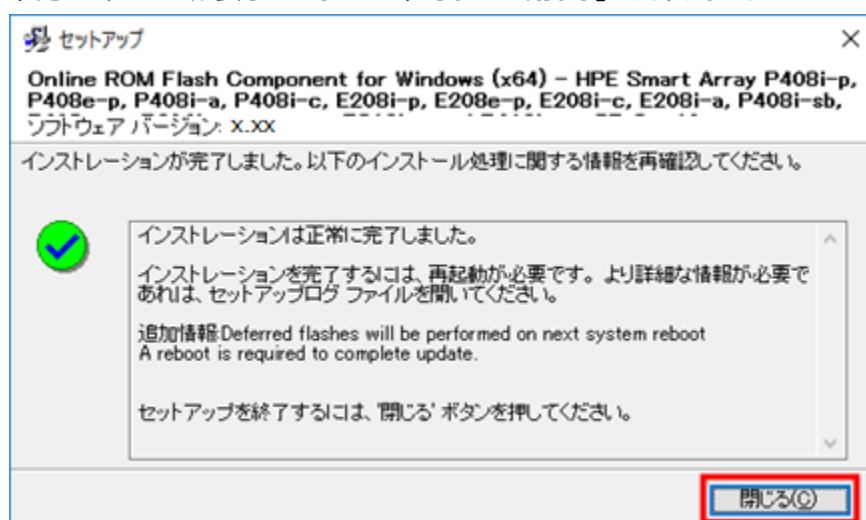 セットアップ
Online ROM Flash Component for Windows (x64) – HPE Smart Array P408i-p,
P408e-p, P408i-a, P408i-c, E208i-p, E208e-p, E208i-c, E208i-a, P408i-sb,
ソフトウェア バージョン: X.XX
インストレーションが完了しました。以下のインストール処理に関する情報を再確認してください。
インストレーションは正常に完了しました。
インストレーションを完了するには、再起動が必要です。より詳細な情報が必要で
あれば、セットアップログ ファイルを開いてください。
追加情報:Deferred flashes will be performed on next system reboot
A reboot is required to complete update.
セットアップを終了するには、'閉じる' ボタンを押してください。
閉じる(C)